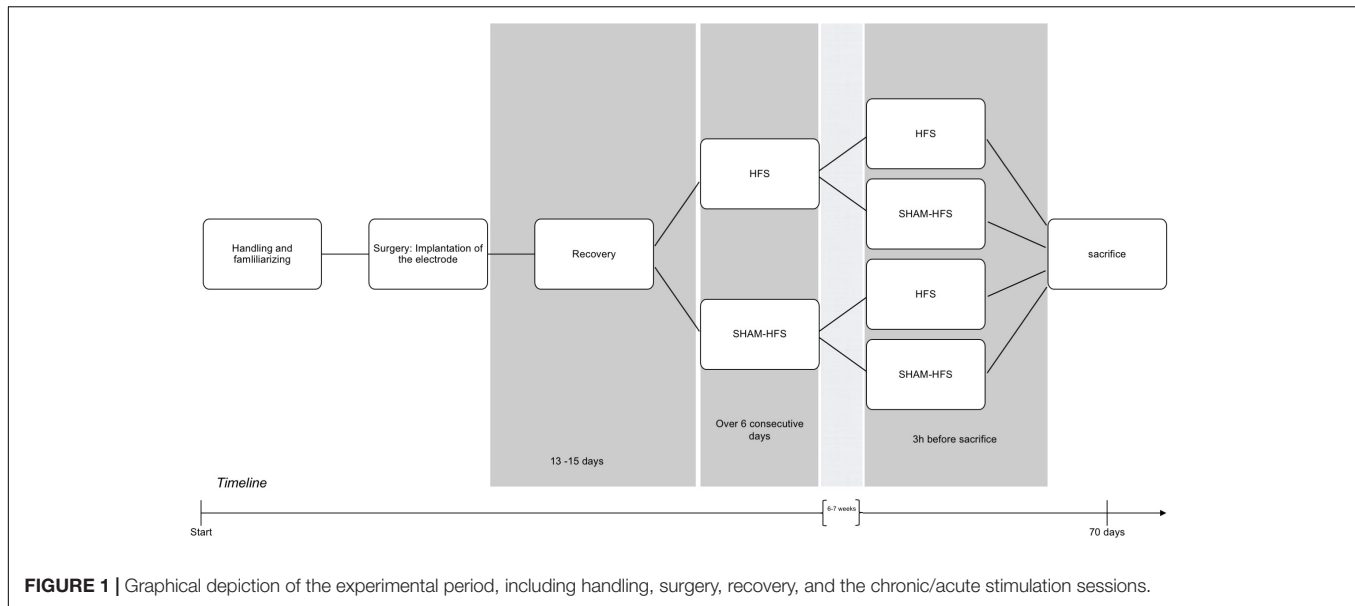 HFS
HFS
SHAM-HFS
Handling and
famliliarizing
Surgery: Implantation of
the electrode
Recovery
sacrifice
HFS
SHAM-HFS
SHAM-HFS
Over 6 consecutive
days
3h before sacrifice
13 -15 days
Timeline
6-7 weeks
Start
70 days
FIGURE 1 | Graphical depiction of the experimental period, including handling, surgery, recovery, and the chronic/acute stimulation sessions.